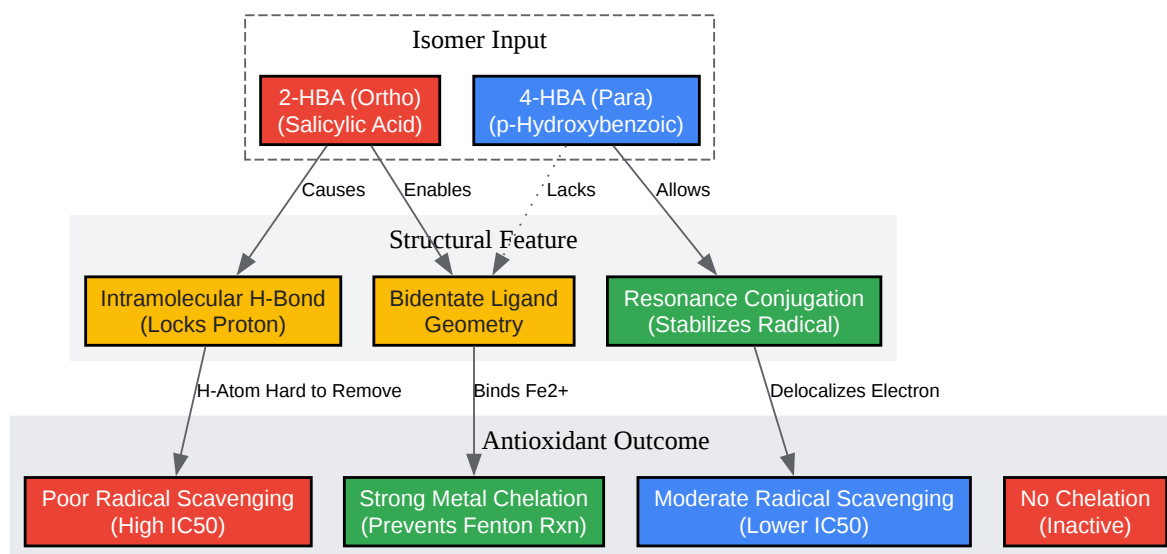 Isomer Input
2-HBA (Ortho)
(Salicylic Acid)
4-HBA (Para)
(p-Hydroxybenzoic)
Causes
Enables
Lacks
Allows
Structural Feature
Intramolecular H-Bond
(Locks Proton)
Bidentate Ligand
Geometry
Resonance Conjugation
(Stabilizes Radical)
H-Atom Hard to Remove
Binds Fe2+
Delocalizes Electron
Antioxidant Outcome
Poor Radical Scavenging
(High IC50)
Strong Metal Chelation
(Prevents Fenton Rxn)
Moderate Radical Scavenging
(Lower IC50)
No Chelation
(Inactive)